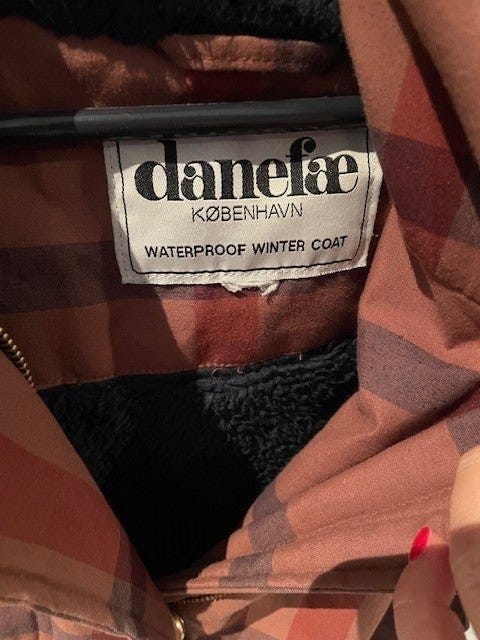 danefæ
KØBENHAVN
WATERPROOF WINTER COAT